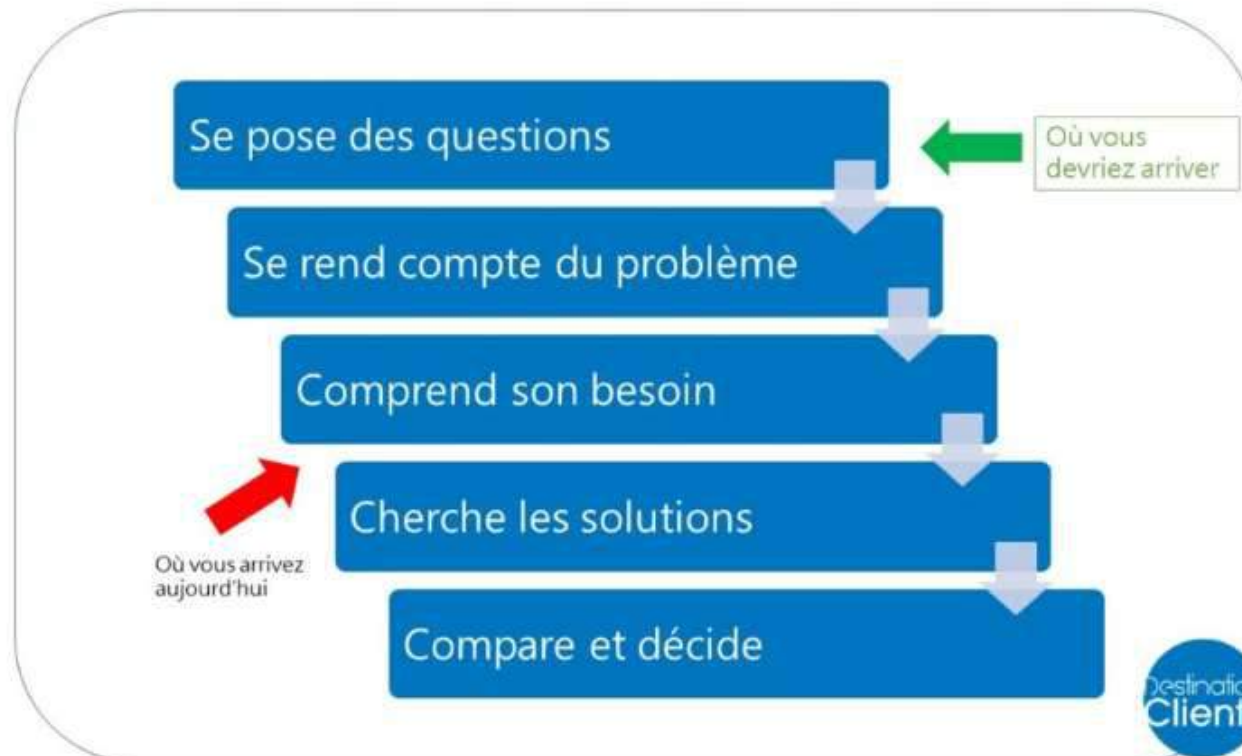 Se pose des questions
Où vous
devriez arriver
Se rend compte du problème
Comprend son besoin
Cherche les solutions
Où vous arrivez
aujourd'hui
Compare et décide
Client